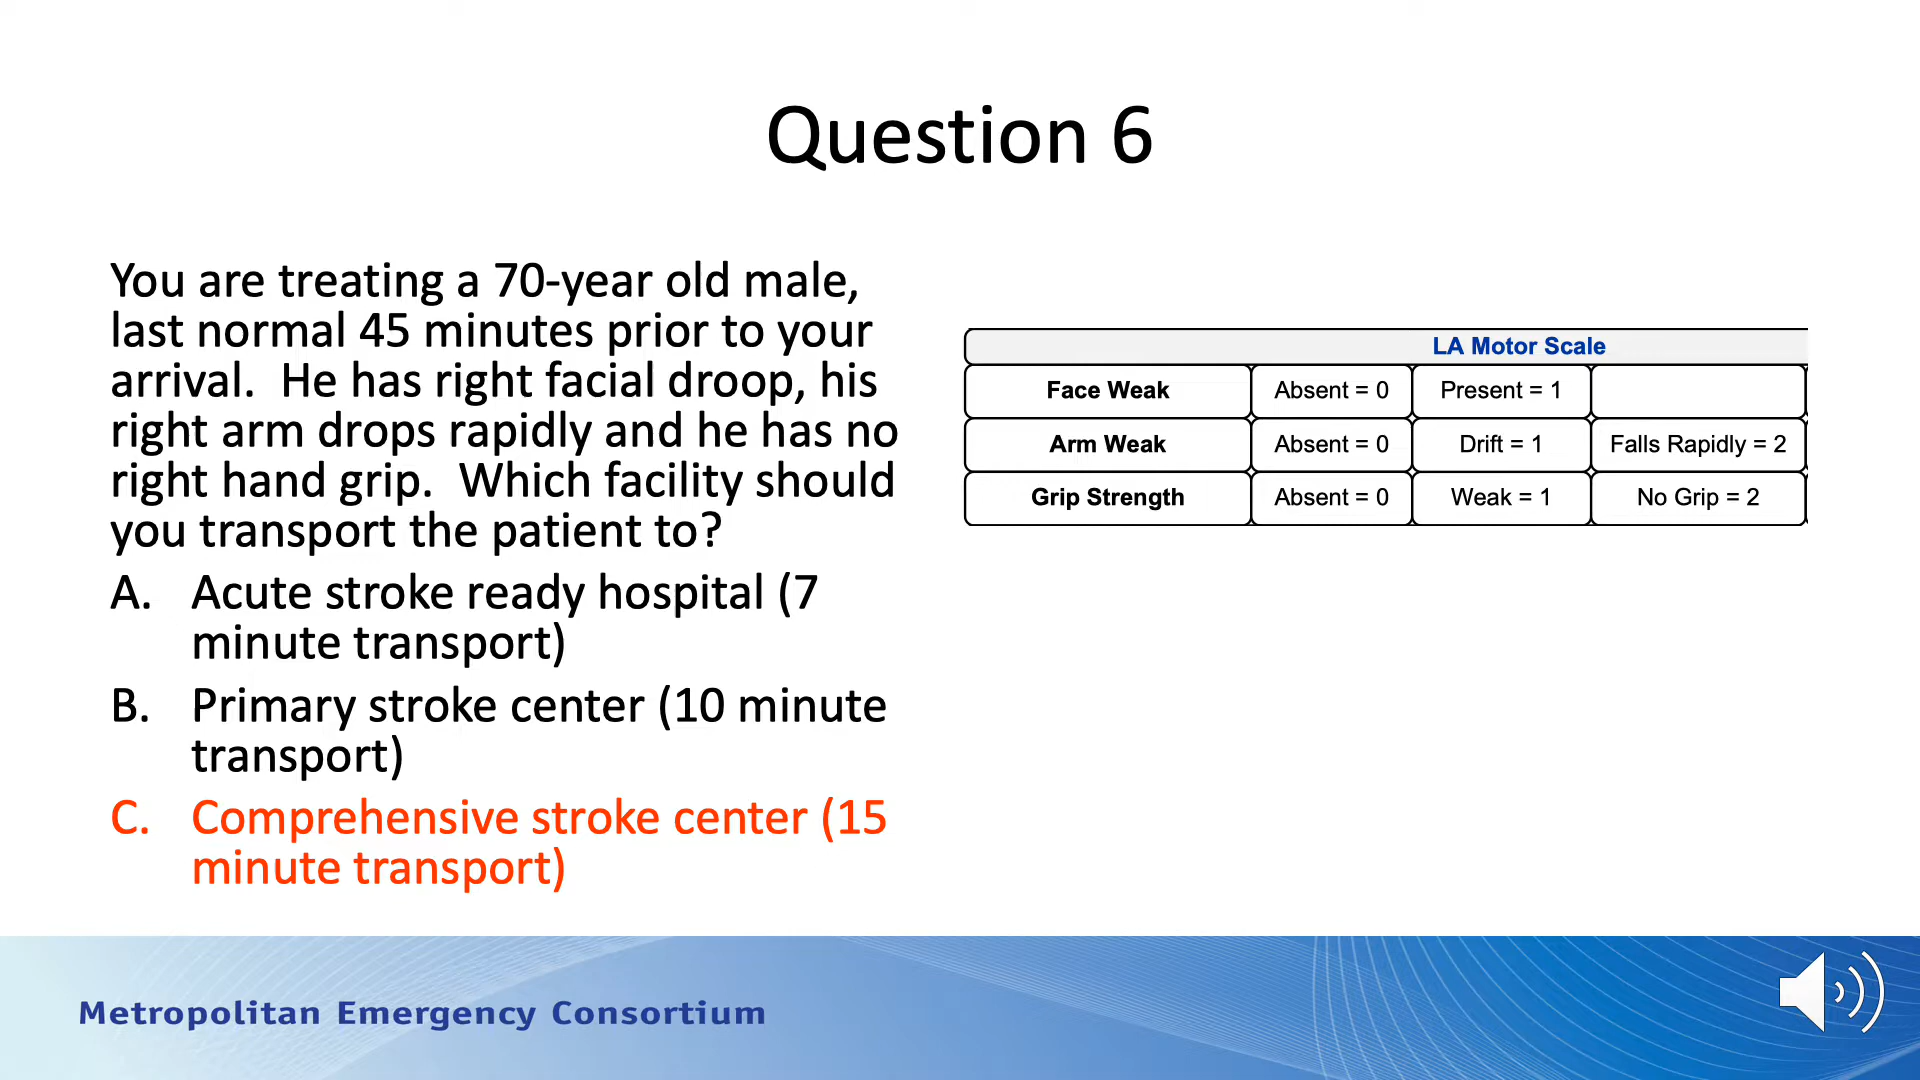 Question 6
You are treating a 70-year old male,
last normal 45 minutes prior to your
arrival.  He has right facial droop, his
right arm drops rapidly and he has no
right hand grip.  Which facility should
you transport the patient to?
A. Acute stroke ready hospital (7
minute transport)
B. Primary stroke center (10 minute
transport)
C. Comprehensive stroke center (15
minute transport)
LA Motor Scale
Face Weak Absent = 0 Present = 1
Arm Weak Absent = 0 Drift = 1 Falls Rapidly = 2
Grip Strength Absent = 0 Weak = 1 No Grip = 2
Metropolitan Emergency Consortium